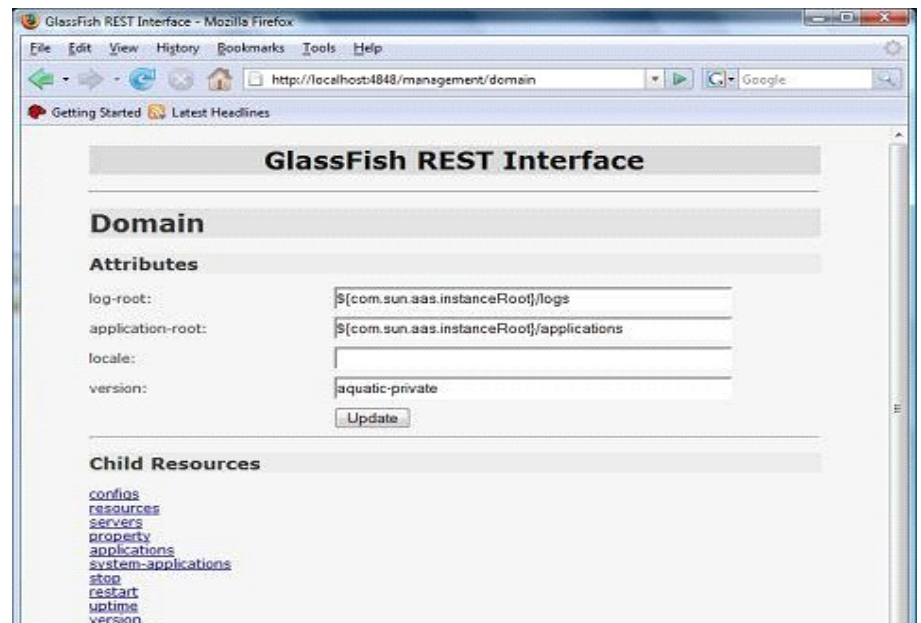 GlassFish REST Interface - Mozilla Firefox
File Edit View History Bookmarks Tools Help
http://localhost:4848/management/domain
Google
Getting Started Latest Headlines
GlassFish REST Interface
Domain
Attributes
log-root: ${com.sun.aas.instanceRoot}/logs
application-root: ${com.sun.aas.instanceRoot}/applications
locale:
version: aquatic-private
Update
Child Resources
configs
resources
servers
property
applications
system-applications
stop
restart
uptime
version